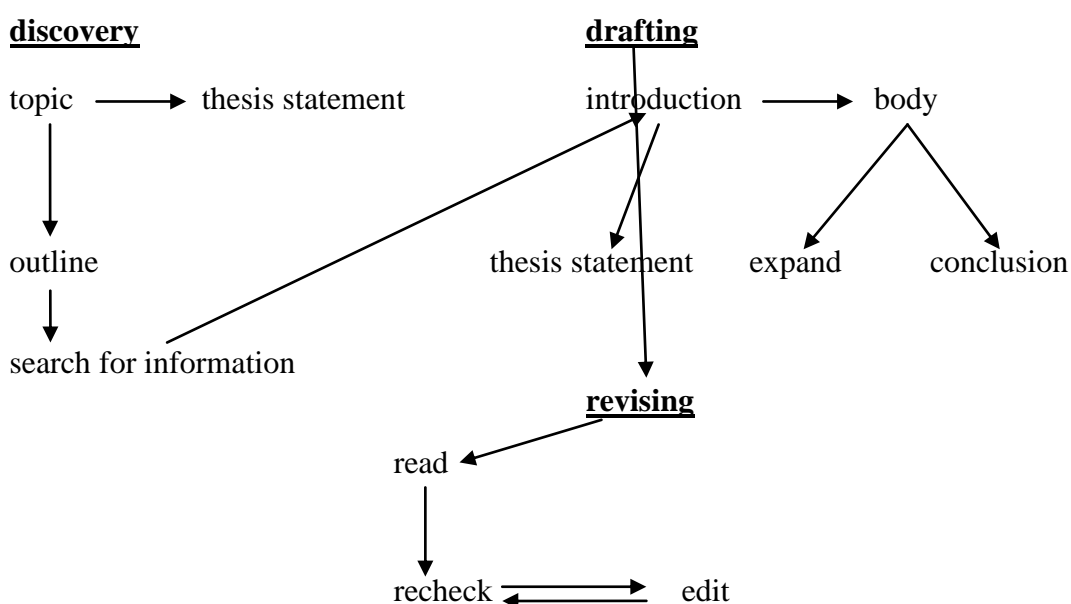 discovery drafting
topic thesis statement introduction body
outline thesis statement expand conclusion
search for information
revising
read
recheck edit